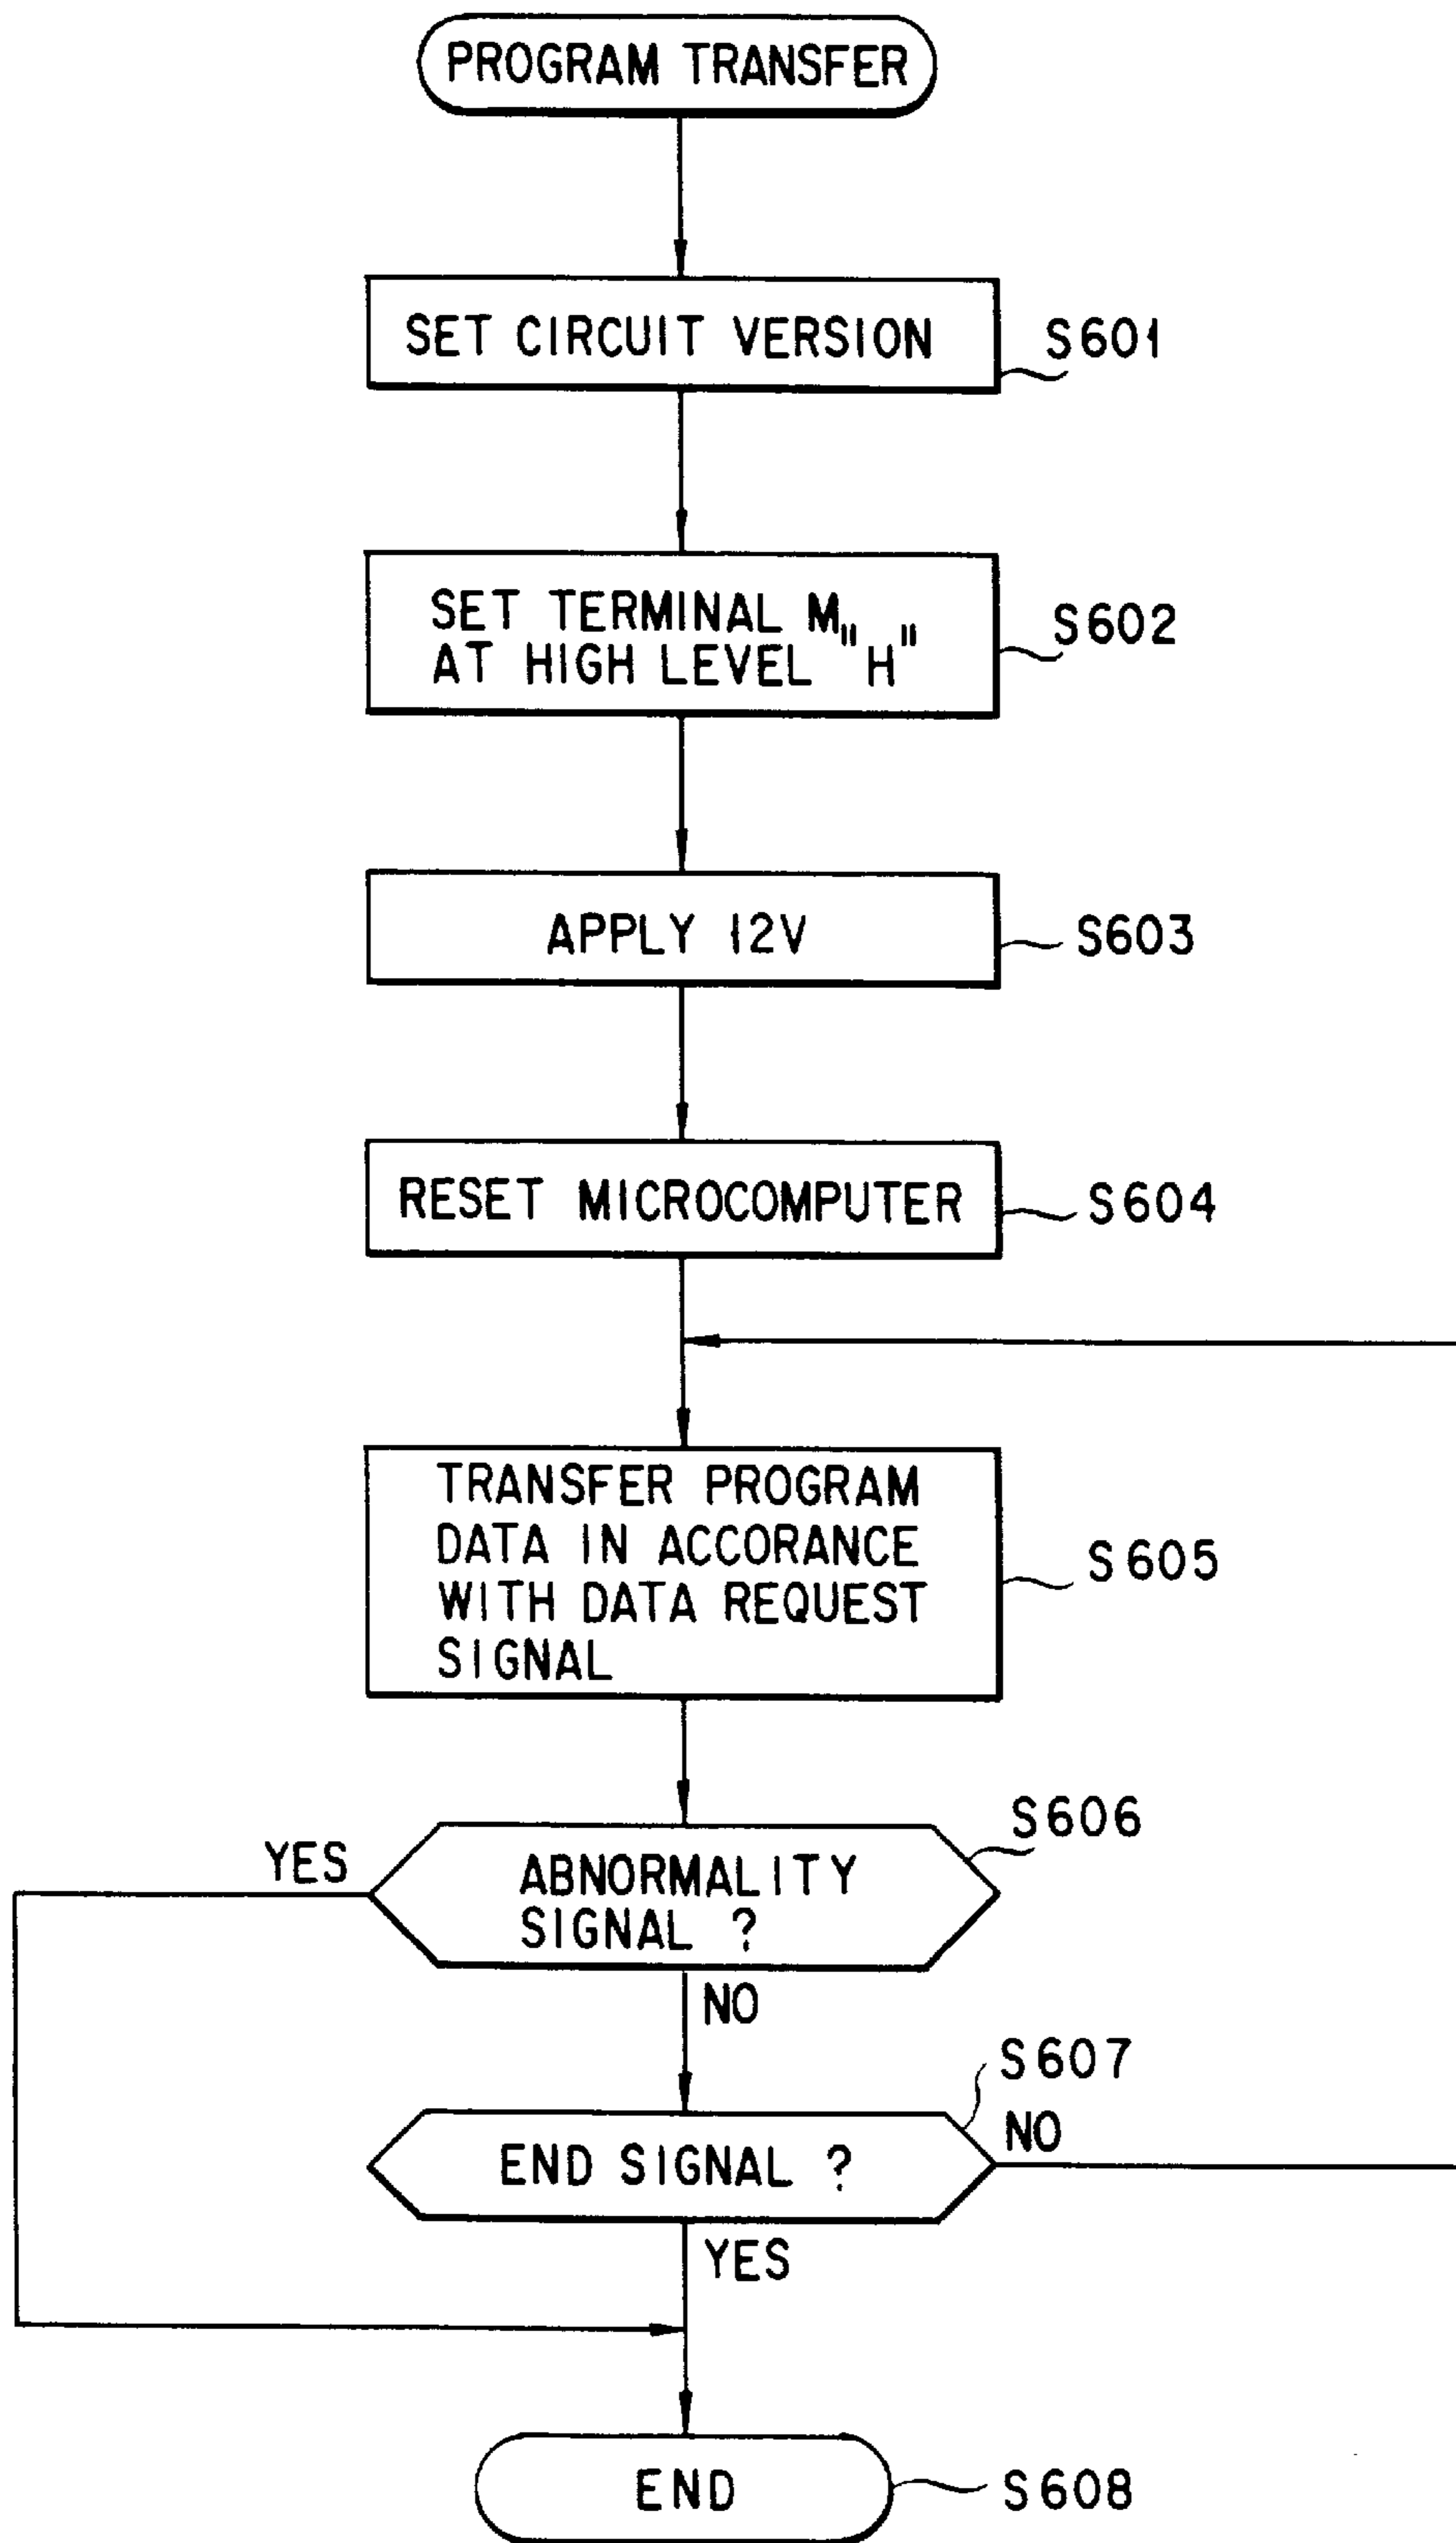 PROGRAM TRANSFER
SET CIRCUIT VERSION
S601
SET TERMINAL M
AT HIGH LEVEL "H"
S602
APPLY 12V
S603
RESET MICROCOMPUTER
S604
TRANSFER PROGRAM
DATA IN ACCORANCE
WITH DATA REQUEST
SIGNAL
S605
S606
YES
ABNORMALITY
SIGNAL ?
NO
S607
NO
END SIGNAL ?
YES
END
S608